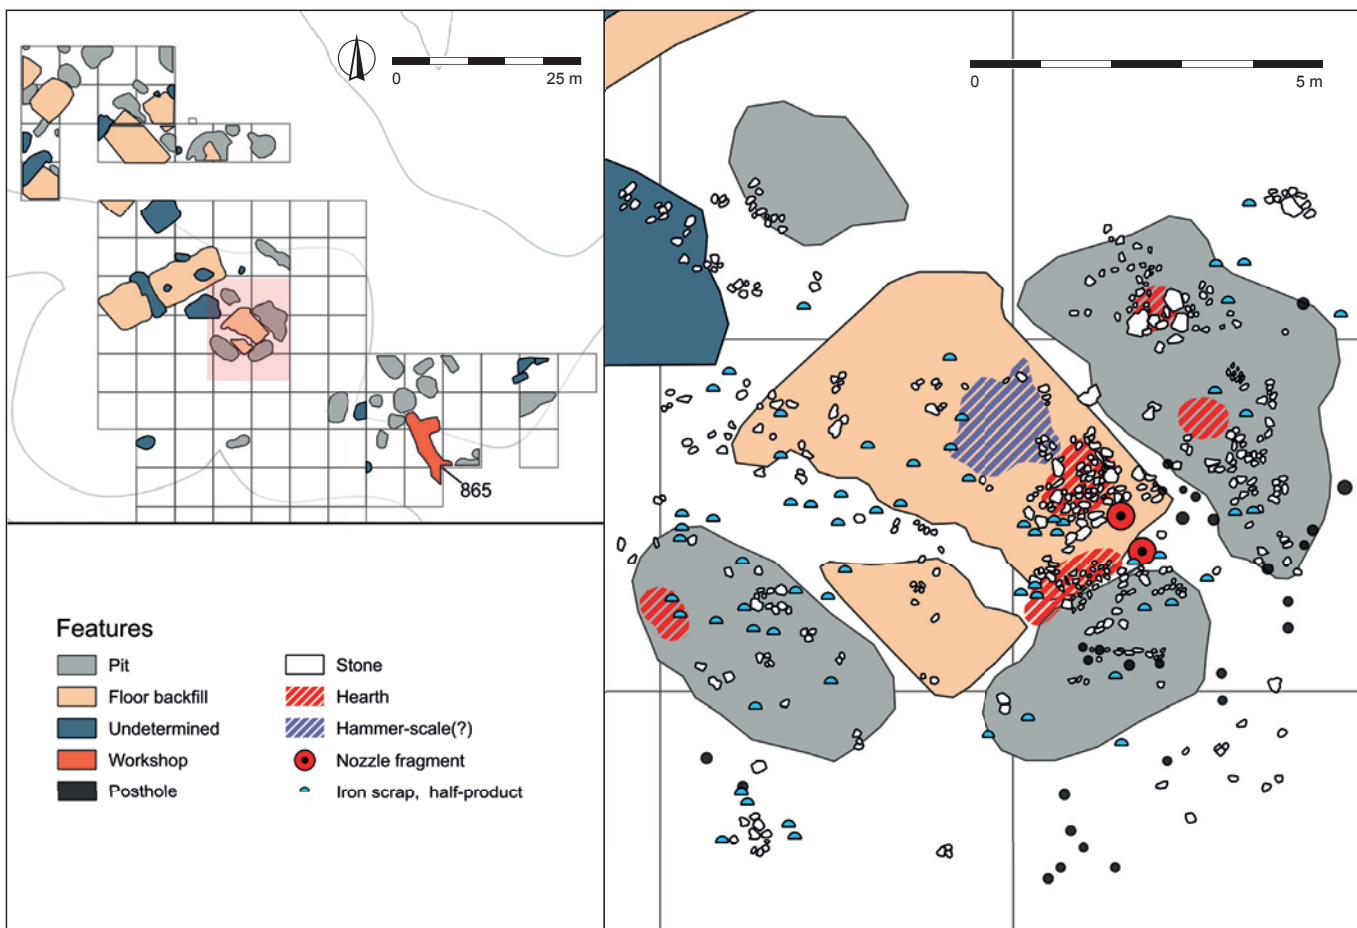 0 25 m
0 5 m
865
Features
Pit
Floor backfill
Undetermined
Workshop
Posthole
Stone
Hearth
Hammer-scale(?)
Nozzle fragment
Iron scrap, half-product